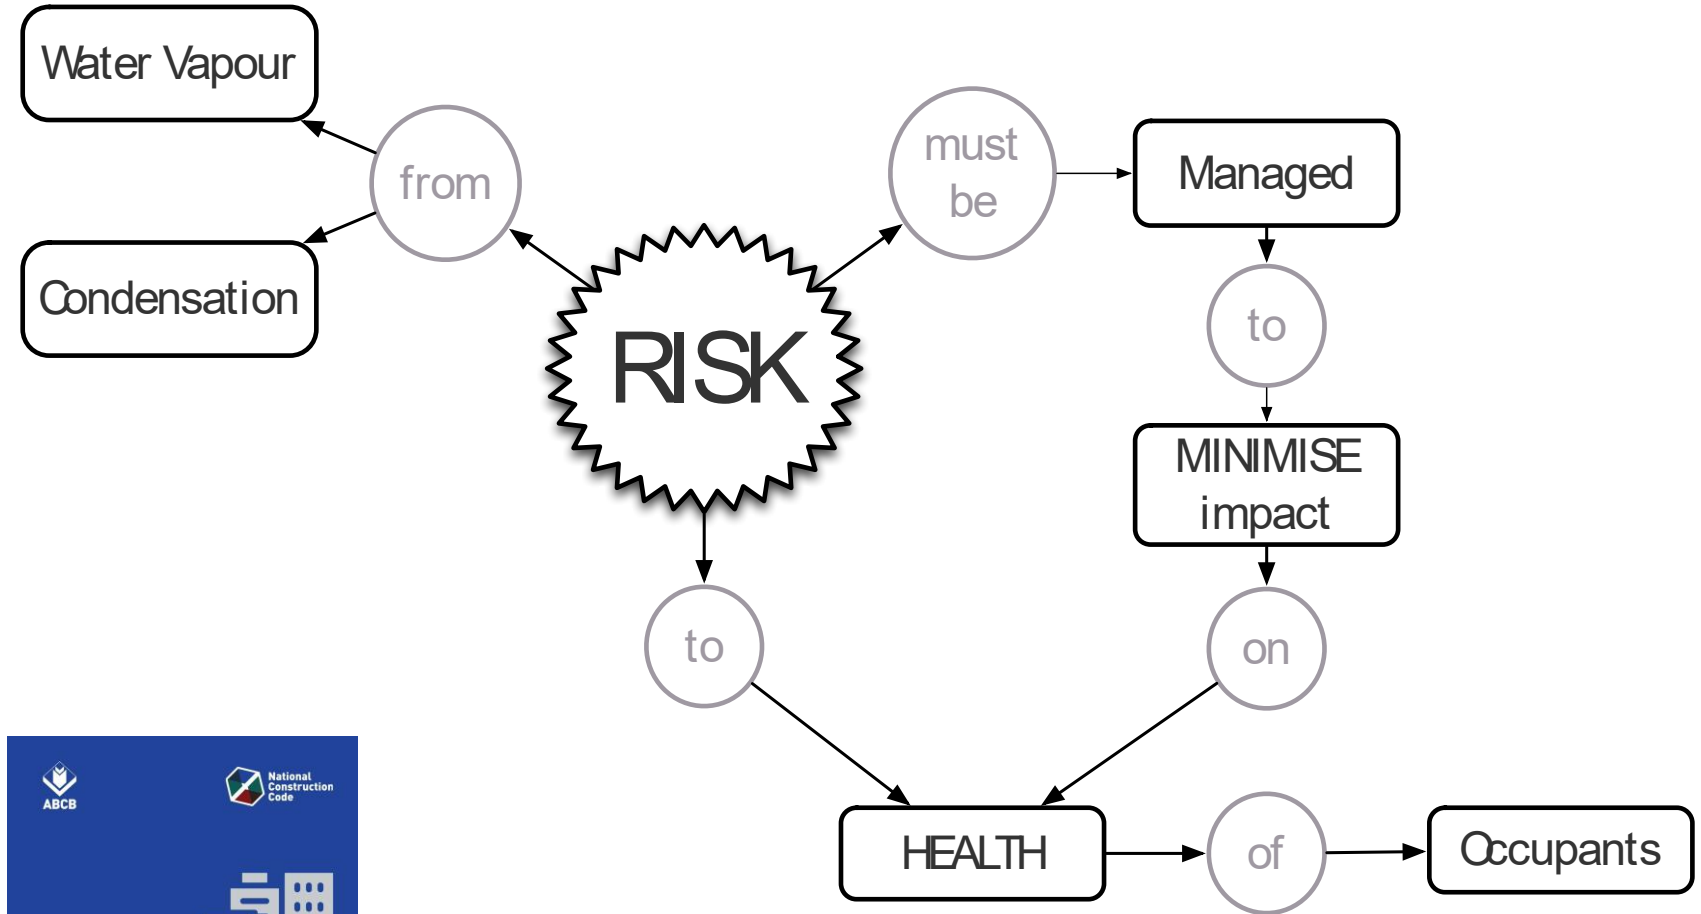 Water Vapour
from
Condensation
must
be
Managed
to
RISK
MINIMISE
impact
to
on
HEALTH
of
Occupants
ABCB
National
Construction
Code